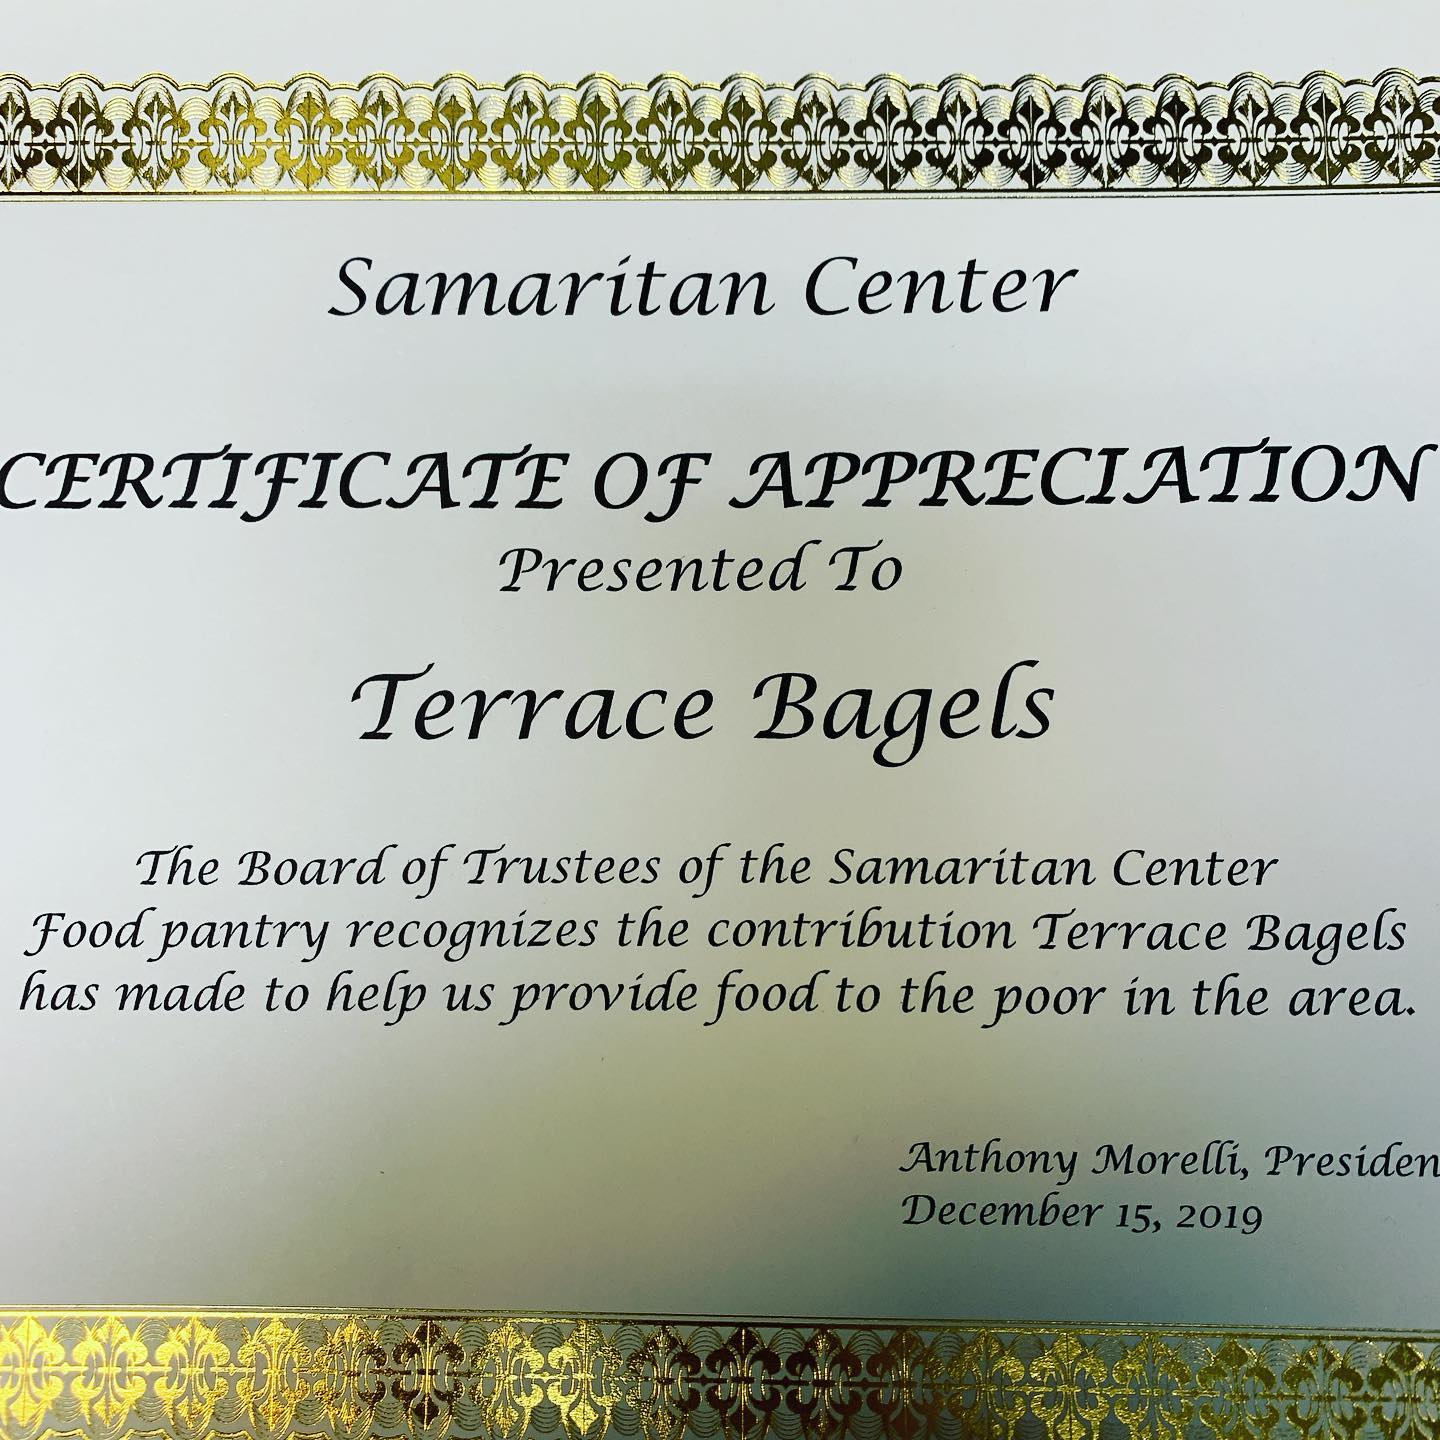 Samaritan Center
CERTIFICATE OF APPRECIATION
Presented To
Terrace Bagels
The Board of Trustees of the Samaritan Center
Food pantry recognizes the contribution Terrace Bagels
has made to help us provide food to the poor in the area.
Anthony Morelli, Presiden
December 15, 2019